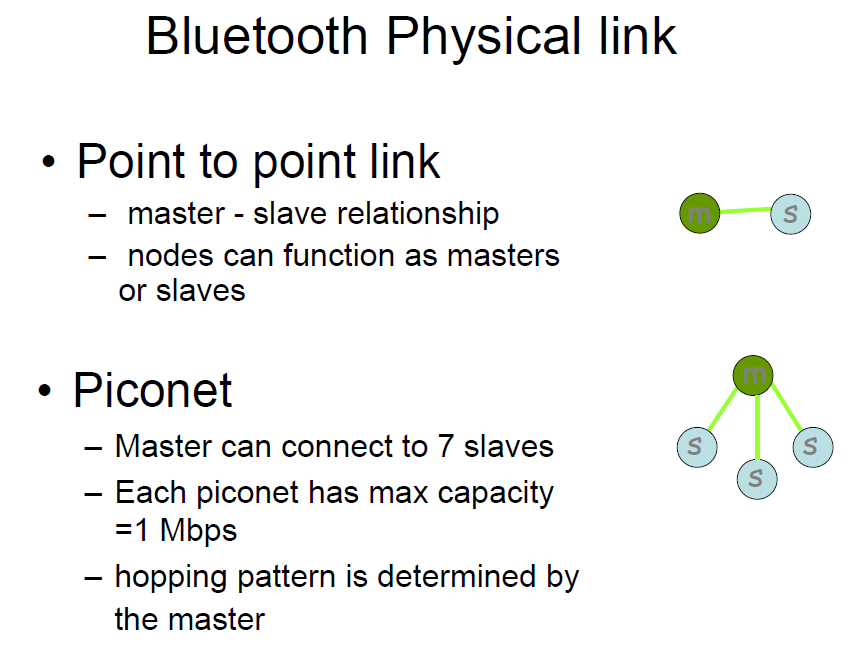 Bluetooth Physical link
• Point to point link
– master - slave relationship
– nodes can function as masters
or slaves
m s
• Piconet
– Master can connect to 7 slaves
– Each piconet has max capacity
=1 Mbps
– hopping pattern is determined by
the master
m
s s
s